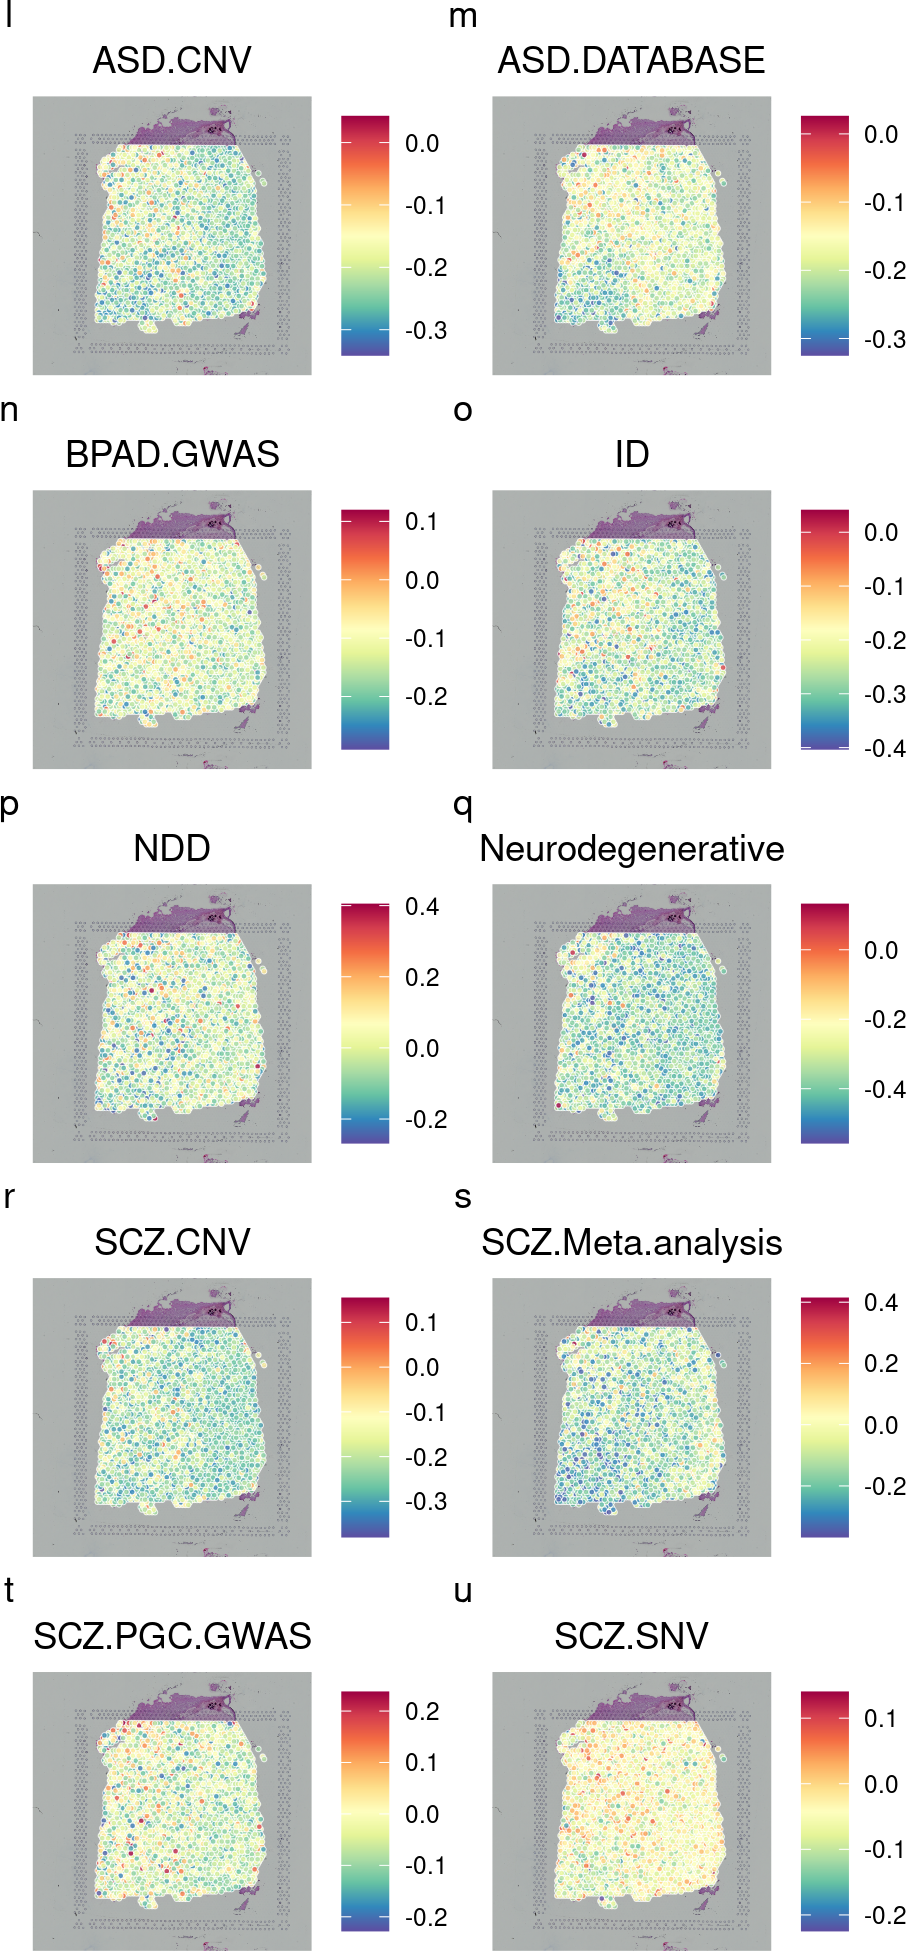 l
m
ASD.CNV
ASD.DATABASE
0.0
-0.1
-0.2
-0.3
0.0
-0.1
-0.2
-0.3
n
o
BPAD.GWAS
ID
0.1
0.0
-0.1
-0.2
0.0
-0.1
-0.2
-0.3
-0.4
p
q
NDD
Neurodegenerative
0.4
0.2
0.0
-0.2
0.0
-0.2
-0.4
r
s
SCZ.CNV
SCZ.Meta.analysis
0.1
0.0
-0.1
-0.2
-0.3
0.4
0.2
0.0
-0.2
t
u
SCZ.PGC.GWAS
SCZ.SNV
0.2
0.1
0.0
-0.1
-0.2
0.1
0.0
-0.1
-0.2